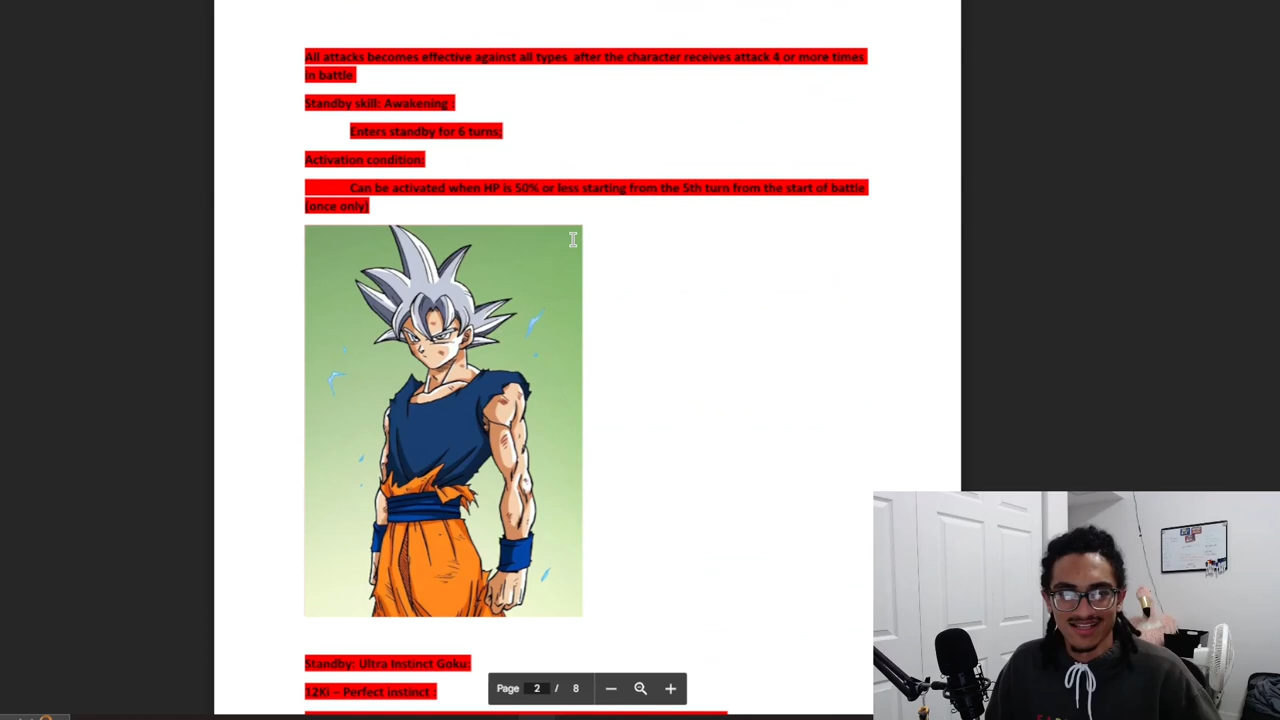 All attacks becomes effective against all types after the character receives attack 4 or more times
in battle
Standby skill: Awakening :
Enters standby for 6 turns;
Activation condition:
Can be activated when HP is 50% or less starting from the 5th turn from the start of battle
(once only)
Standby: Ultra Instinct Goku:
12Ki – Perfect instinct :
Page 2 / 8